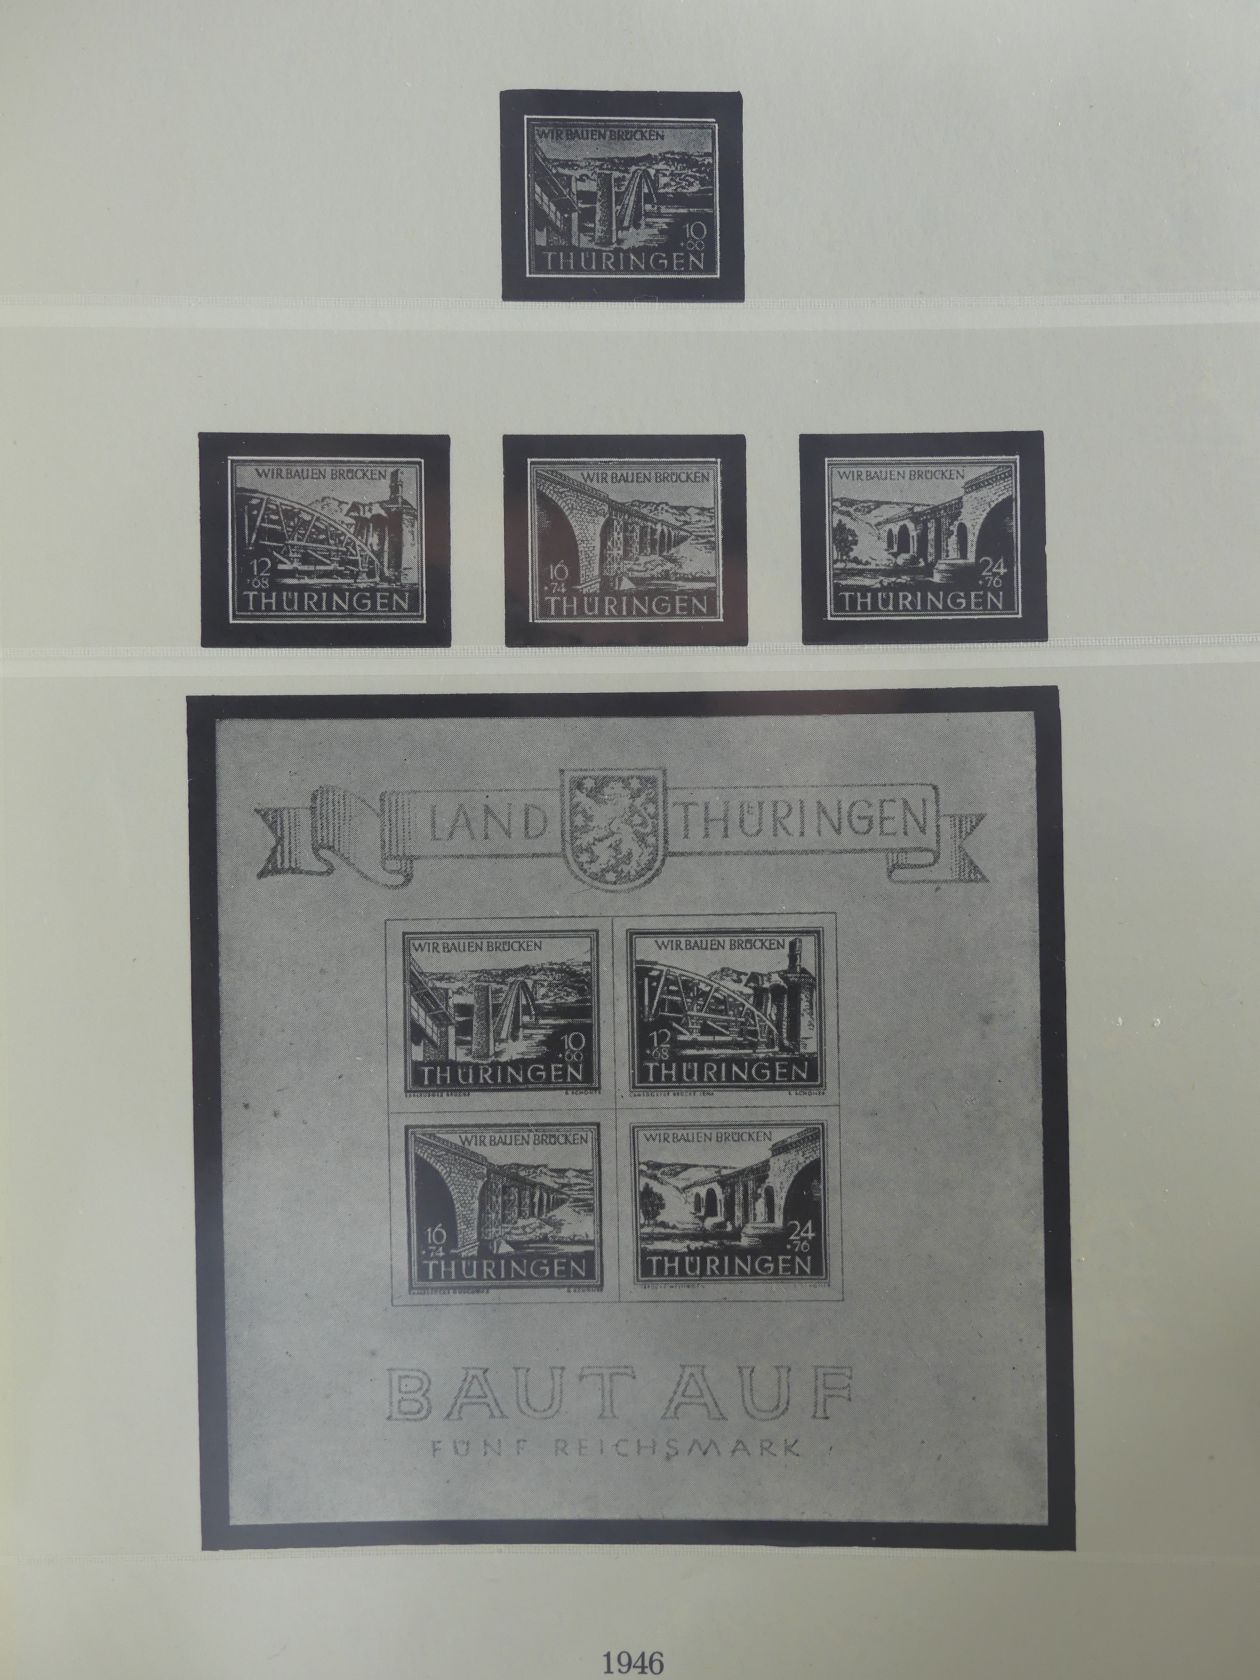 WIR BAUEN BRÜCKEN
10
+60
THÜRINGEN
WIR BAUEN BRÜCKEN
12
+68
THÜRINGEN
WIR BAUEN BRÜCKEN
16
+74
THÜRINGEN
WIR BAUEN BRÜCKEN
24
+76
THÜRINGEN
LAND THÜRINGEN
WIR BAUEN BRÜCKEN
10
+60
THÜRINGEN
WIR BAUEN BRÜCKEN
12
+68
THÜRINGEN
WIR BAUEN BRÜCKEN
16
+74
THÜRINGEN
WIR BAUEN BRÜCKEN
24
+76
THÜRINGEN
BAUT AUF
FÜNF REICHSMARK
1946